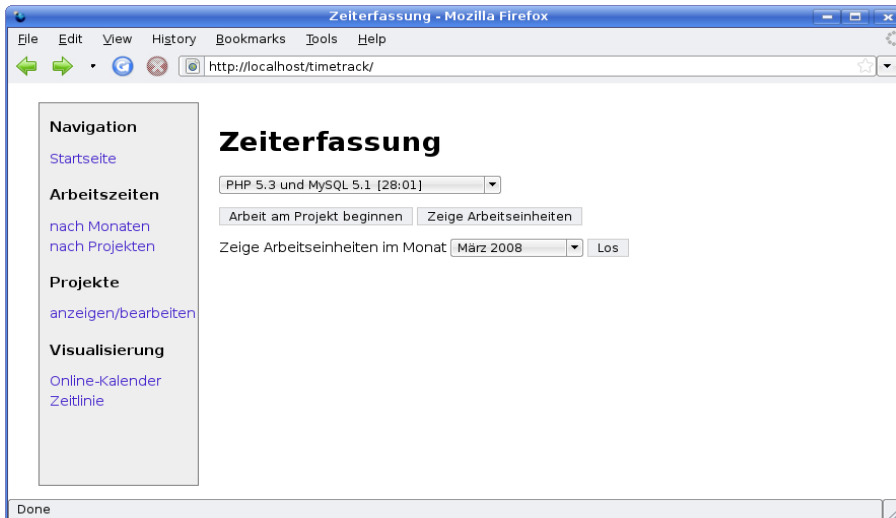 Zeiterfassung - Mozilla Firefox
File Edit View History Bookmarks Tools Help
http://localhost/timetrack/
Navigation
Startseite
Arbeitszeiten
nach Monaten
nach Projekten
Projekte
anzeigen/bearbeiten
Visualisierung
Online-Kalender
Zeitlinie
Zeiterfassung
PHP 5.3 und MySQL 5.1 [28:01]
Arbeit am Projekt beginnen Zeige Arbeitseinheiten
Zeige Arbeitseinheiten im Monat März 2008 Los
Done